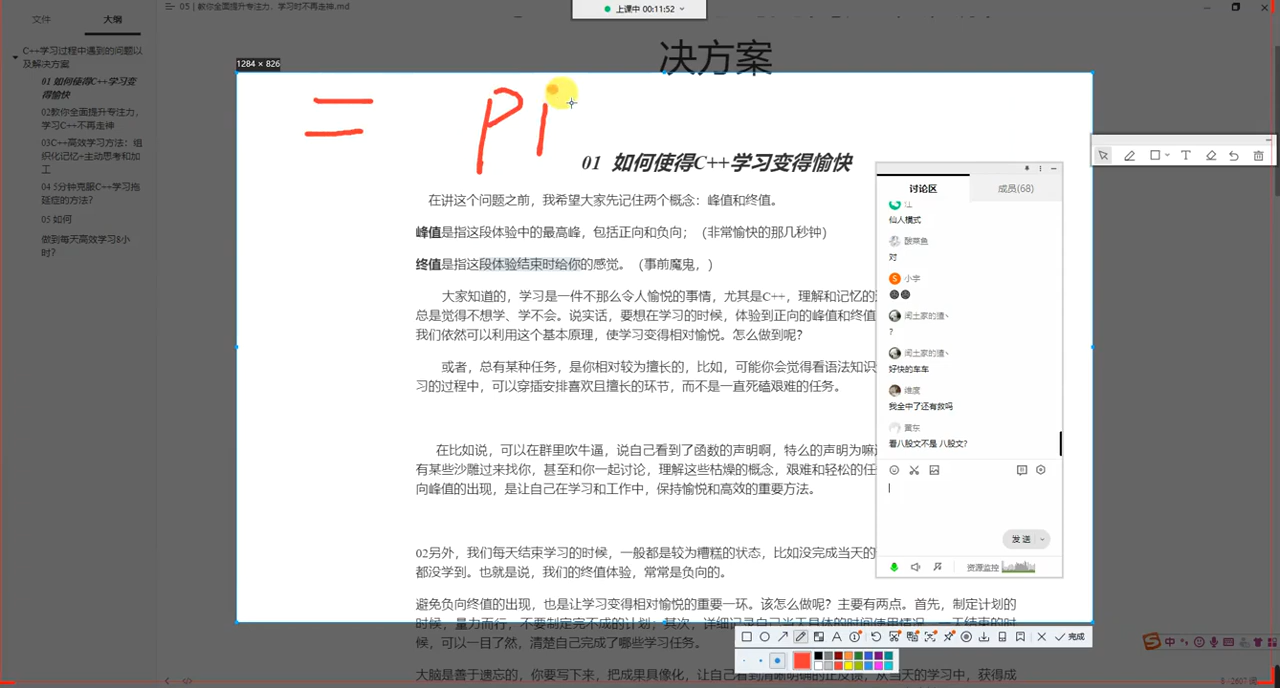 文件
大纲
C++学习过程中遇到的问题以
及解决方案
01 如何使得C++学习变
得愉快
02教你全面提升专注力，
学习C++不再走神
03C++高效学习方法：组
织化记忆+主动思考和加
工
04 5分钟克服C++学习拖
延症的方法？
05 如何
做到每天高效学习8小
时？
05 | 教你全面提升专注力、学习时不再走神.md
上课中 00:11:52
决方案
1284 × 826
= Pi
01 如何使得C++学习变得愉快
在讲这个问题之前，我希望大家先记住两个概念：峰值和终值。
峰值是指这段体验中的最高峰，包括正向和负向；（非常愉快的那几秒钟）
终值是指这段体验结束时给你的感觉。（事前魔鬼，）
大家知道的，学习是一件不那么令人愉悦的事情，尤其是C++，理解和记忆的
总是觉得不想学、学不会。说实话，要想在学习的时候，体验到正向的峰值和终值
我们依然可以利用这个基本原理，使学习变得相对愉悦。怎么做到呢？
或者，总有某种任务，是你相对较为擅长的，比如，可能你会觉得看语法知识
习的过程中，可以穿插安排喜欢且擅长的环节，而不是一直死磕艰难的任务。
在比如说，可以在群里吹牛逼，说自己看到了函数的声明啊，特么的声明为嘛
有某些沙雕过来找你，甚至和你一起讨论，理解这些枯燥的概念，艰难和轻松的任
向峰值的出现，是让自己在学习和工作中，保持愉悦和高效的重要方法。
02另外，我们每天结束学习的时候，一般都是较为糟糕的状态，比如没完成当天的
都没学到。也就是说，我们的终值体验，常常是负向的。
避免负向终值的出现，也是让学习变得相对愉悦的重要一环。该怎么做呢？主要有两点。首先，制定计划的
时候，量力而行，不要制定完不成的计划；其次，详细记录自己当天具体的时间使用情况，一天结束的时
候，可以一目了然，清楚自己完成了哪些学习任务。
大脑是善于遗忘的，你要写下来，把成果具像化，让自己看到清晰明确的正反馈，从当天的学习中，获得成
讨论区
成员(68)
江
仙人模式
酸菜鱼
对
小宇
闰土家的猹
?
闰土家的猹
好快的车车
维度
我全中了还有救吗
黄东
看八股文不是 八股文?
发 送
资源监控
T
A
完成
中